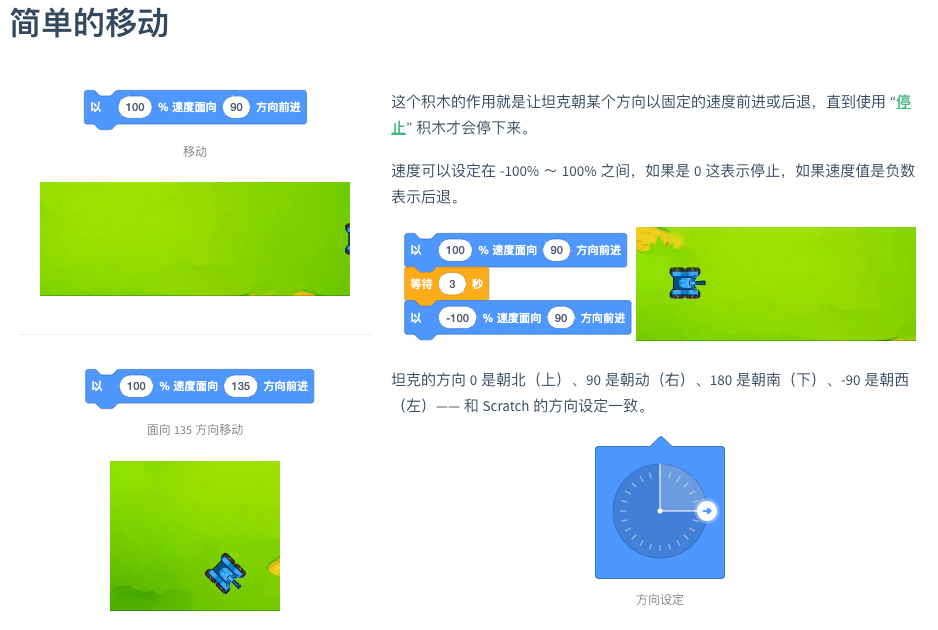 简单的移动
以 100 % 速度面向 90 方向前进
移动
以 100 % 速度面向 135 方向前进
面向 135 方向移动
这个积木的作用就是让坦克朝某个方向以固定的速度前进或后退，直到使用 “停
止” 积木才会停下来。
速度可以设定在 -100% ～ 100% 之间，如果是 0 这表示停止，如果速度值是负数
表示后退。
以 100 % 速度面向 90 方向前进
等待 3 秒
以 -100 % 速度面向 90 方向前进
坦克的方向 0 是朝北（上）、90 是朝动（右）、180 是朝南（下）、-90 是朝西
（左）—— 和 Scratch 的方向设定一致。
方向设定